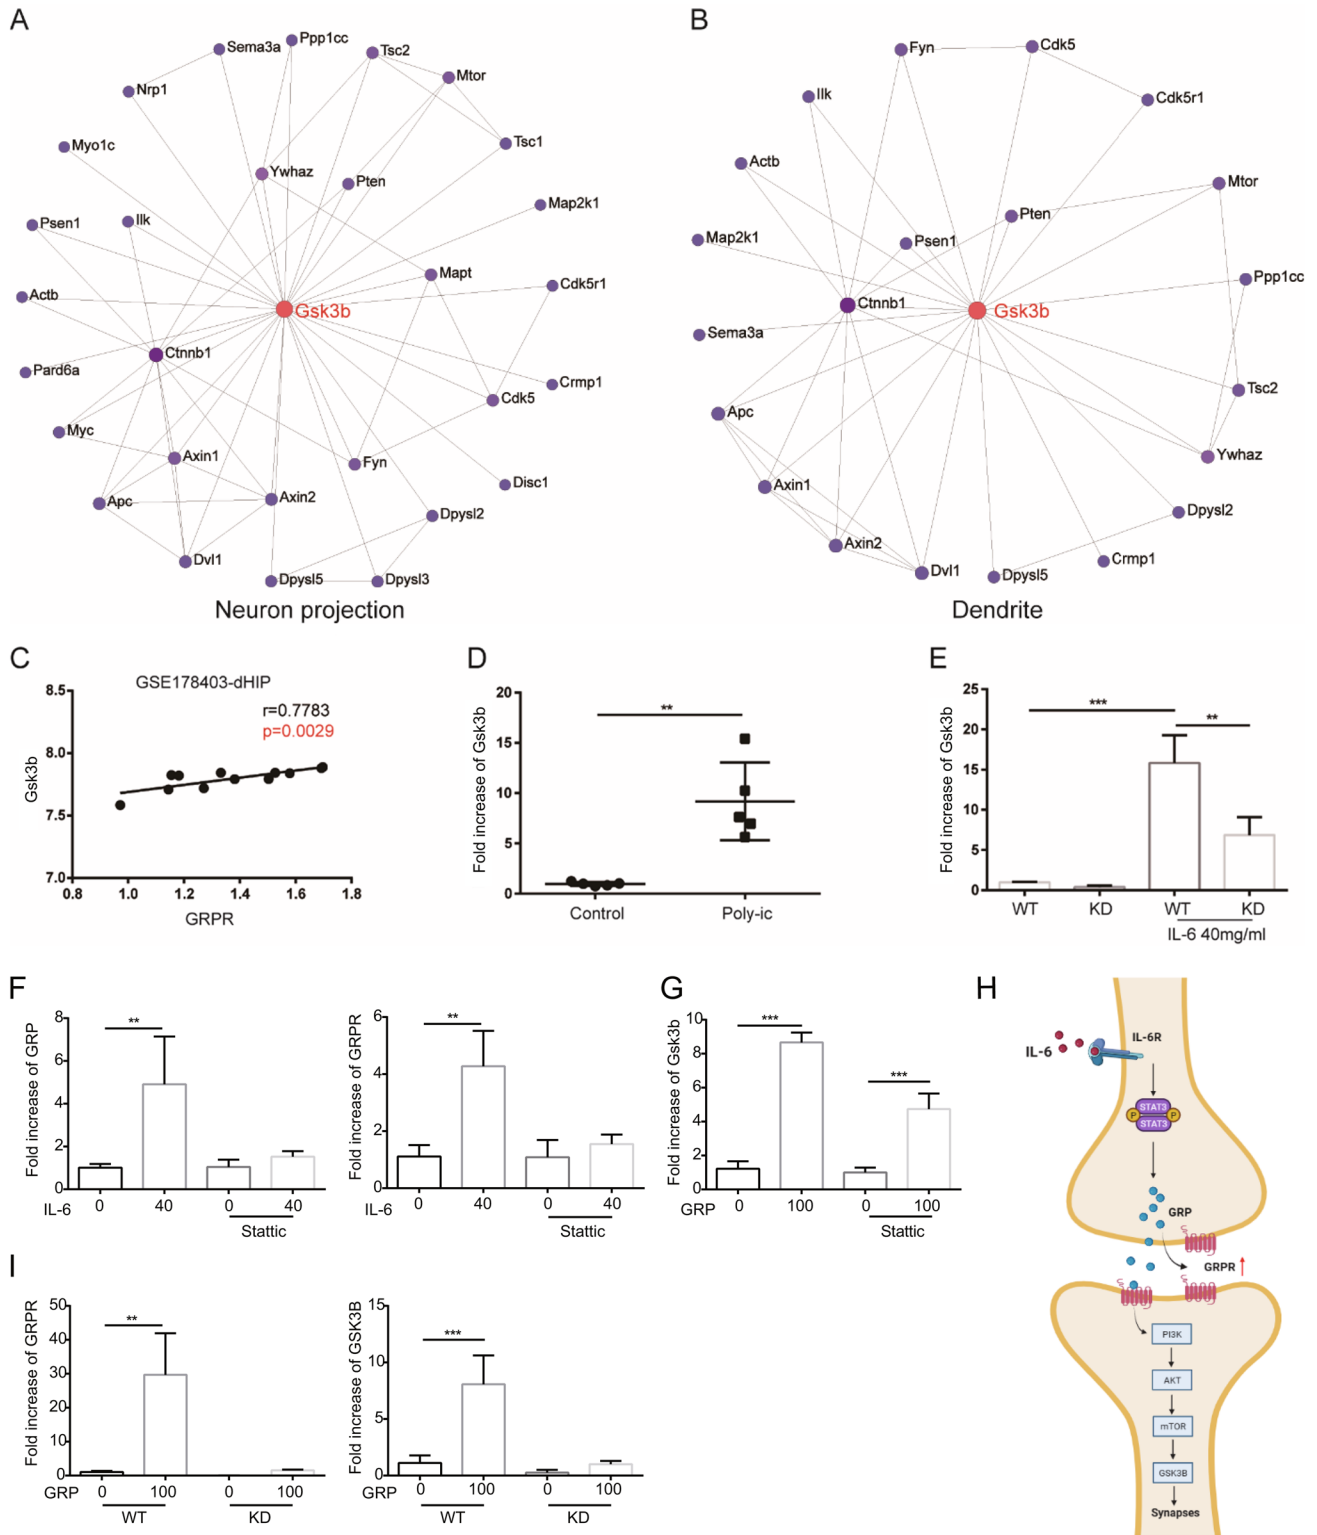 A
Sema3a
Ppp1cc
Tsc2
Mtor
Nrp1
Tsc1
Myo1c
Ywhaz
Pten
Map2k1
Psen1
Ilk
Mapt
Cdk5r1
Actb
Gsk3b
Ctnnb1
Pard6a
Crmp1
Cdk5
Myc
Axin1
Fyn
Disc1
Apc
Axin2
Dpysl2
Dvl1
Dpysl5
Dpysl3
Neuron projection
B
Fyn
Cdk5
Ilk
Cdk5r1
Actb
Mtor
Pten
Map2k1
Psen1
Ppp1cc
Ctnnb1
Gsk3b
Sema3a
Tsc2
Apc
Ywhaz
Axin1
Dpysl2
Axin2
Crmp1
Dvl1
Dpysl5
Dendrite
C
GSE178403-dHIP
r=0.7783
p=0.0029
Gsk3b
8.5
8.0
7.5
7.0
0.8 1.0 1.2 1.4 1.6 1.8
GRPR
D
Fold increase of Gsk3b
20
15
10
5
0
**
Control Poly-ic
E
Fold increase of Gsk3b
25
20
15
10
5
0
***
**
WT KD WT KD
IL-6 40mg/ml
F
Fold increase of GRP
8
6
4
2
0
**
IL-6 0 40 0 40
Stattic
Fold increase of GRPR
6
4
2
0
**
IL-6 0 40 0 40
Stattic
G
Fold increase of Gsk3b
10
8
6
4
2
0
***
***
GRP 0 100 0 100
Stattic
H
IL-6
IL-6R
STAT3
P P
STAT3
GRP
GRPR
PI3K
AKT
mTOR
GSK3B
Synapses
I
Fold increase of GRPR
50
40
30
20
10
0
**
GRP 0 100 0 100
WT KD
Fold increase of GSK3B
15
10
5
0
***
GRP 0 100 0 100
WT KD